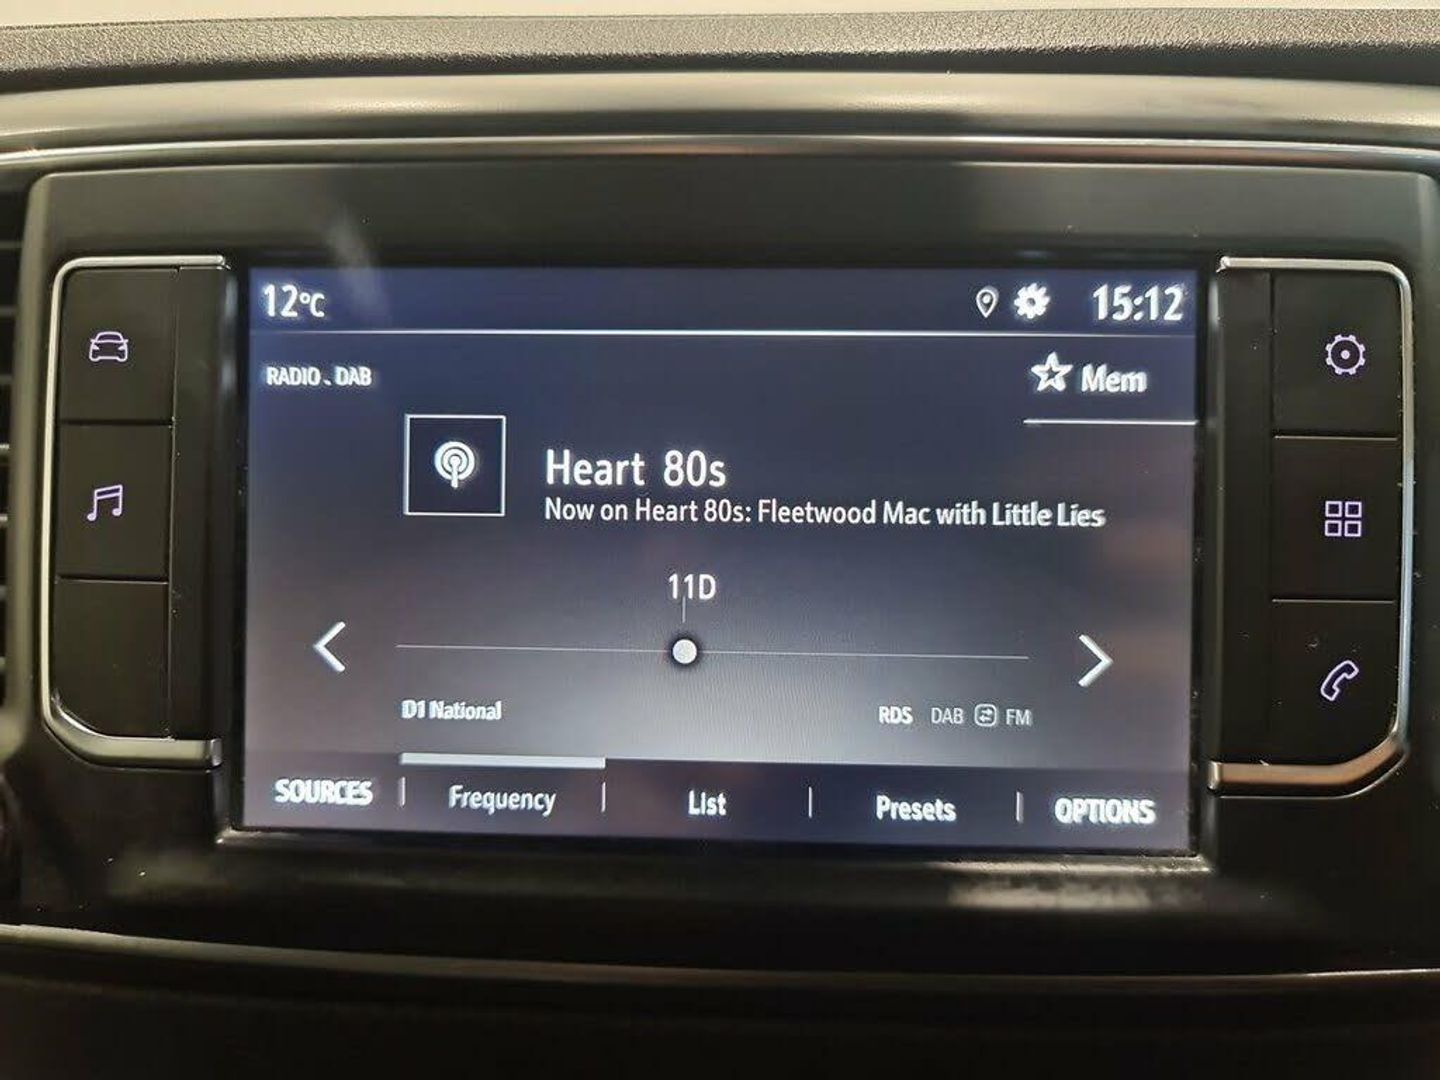 12°C 15:12
RADIO . DAB
Mem
Heart 80s
Now on Heart 80s: Fleetwood Mac with Little Lies
11D
D1 National RDS DAB FM
SOURCES Frequency List Presets OPTIONS